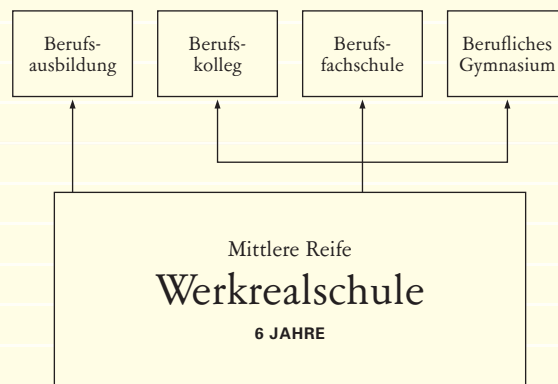 Berufs-
ausbildung
Berufs-
kolleg
Berufs-
fachschule
Berufliches
Gymnasium
Mittlere Reife
Werkrealschule
6 JAHRE